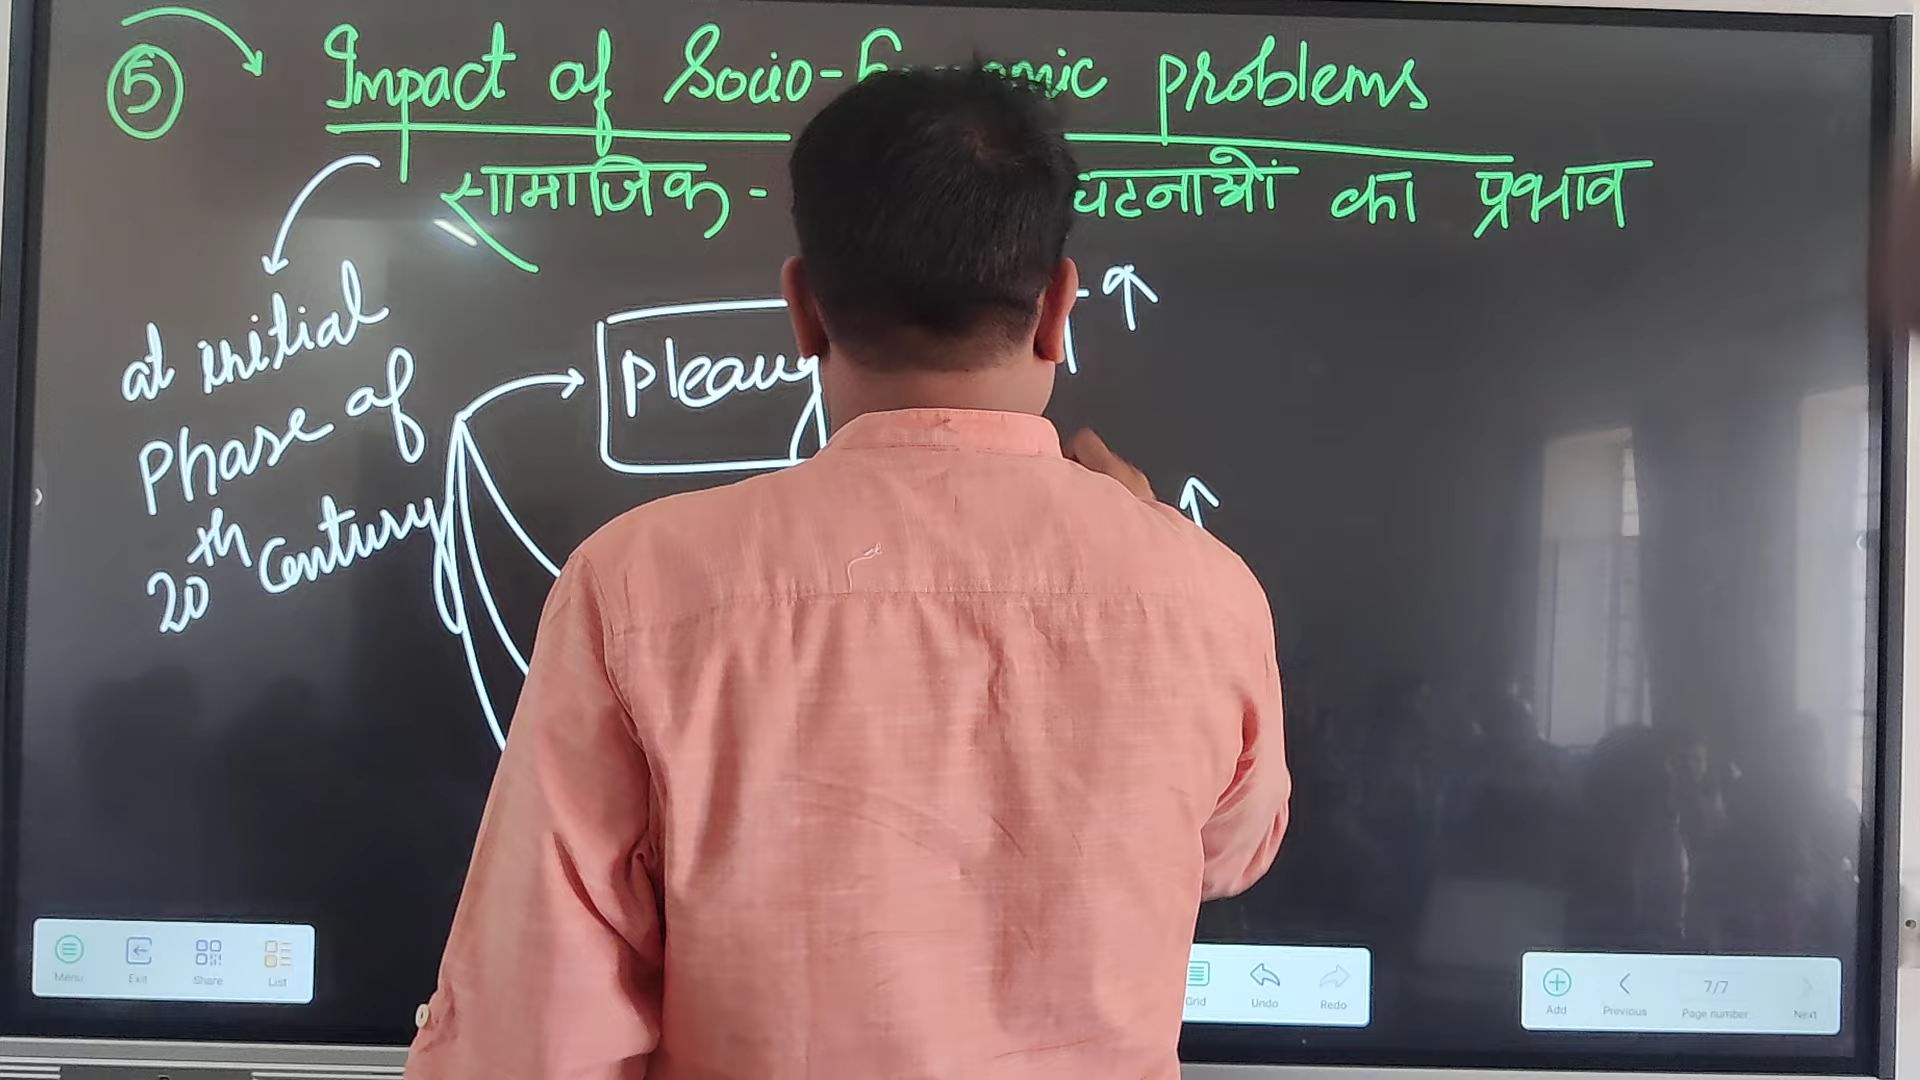 5 Impact of Socio- problems
सामाजिक - घटनाओं का प्रभाव
at initial
Phase of
20th Century
Menu
Exit
Share
List
Grid
Undo
Redo
Add
Previous
7/7
Page number
Next